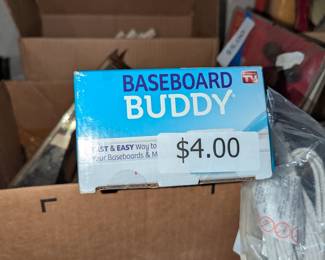 BASEBOARD
BUDDY
AST & EASY Way to
Your Baseboards & M
$4.00